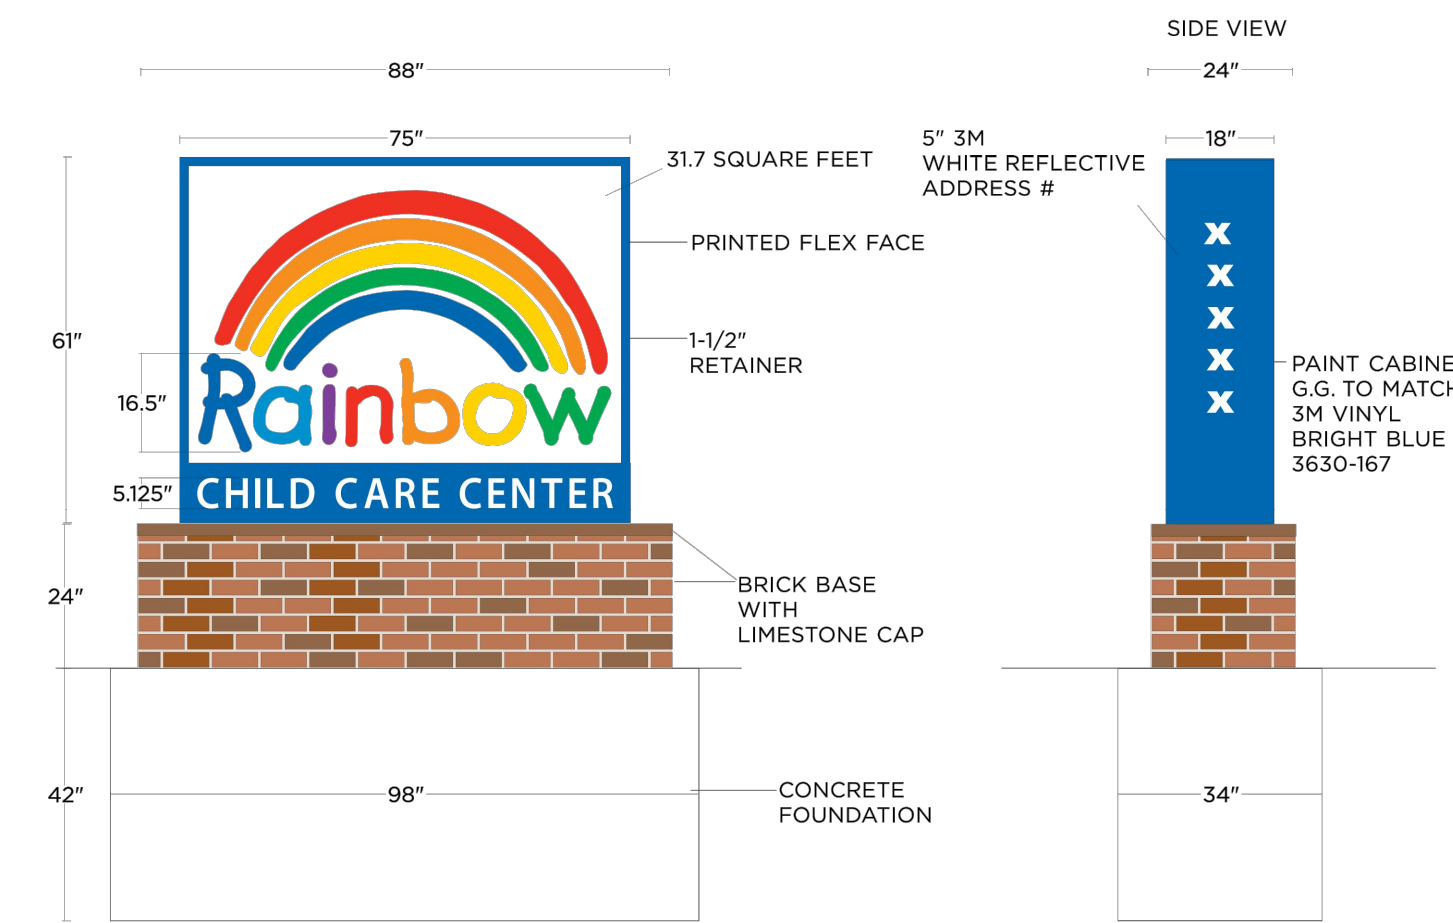 SIDE VIEW
88"
24"
75"
18"
31.7 SQUARE FEET
5" 3M
WHITE REFLECTIVE
ADDRESS #
PRINTED FLEX FACE
x
x
x
x
x
61"
1-1/2"
RETAINER
PAINT CABINE
G.G. TO MATCH
3M VINYL
BRIGHT BLUE
3630-167
16.5"
Rainbow
5.125"
CHILD CARE CENTER
24"
BRICK BASE
WITH
LIMESTONE CAP
42"
98"
CONCRETE
FOUNDATION
34"